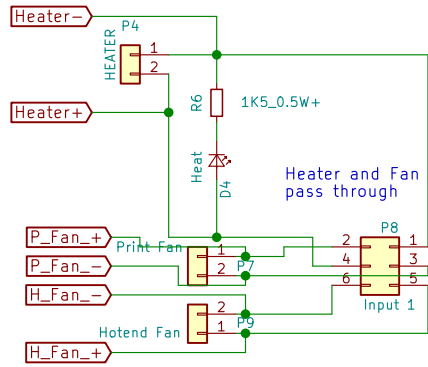 Heater-
P4
HEATER
1
2
Heater+
R6
1K5_0.5W+
Heat
D4
Heater and Fan
pass through
P_Fan_+
Print Fan
1
2
P7
P8
2
1
4
3
6
5
Input 1
P_Fan_-
H_Fan_-
2
1
P9
Hotend Fan
H_Fan_+